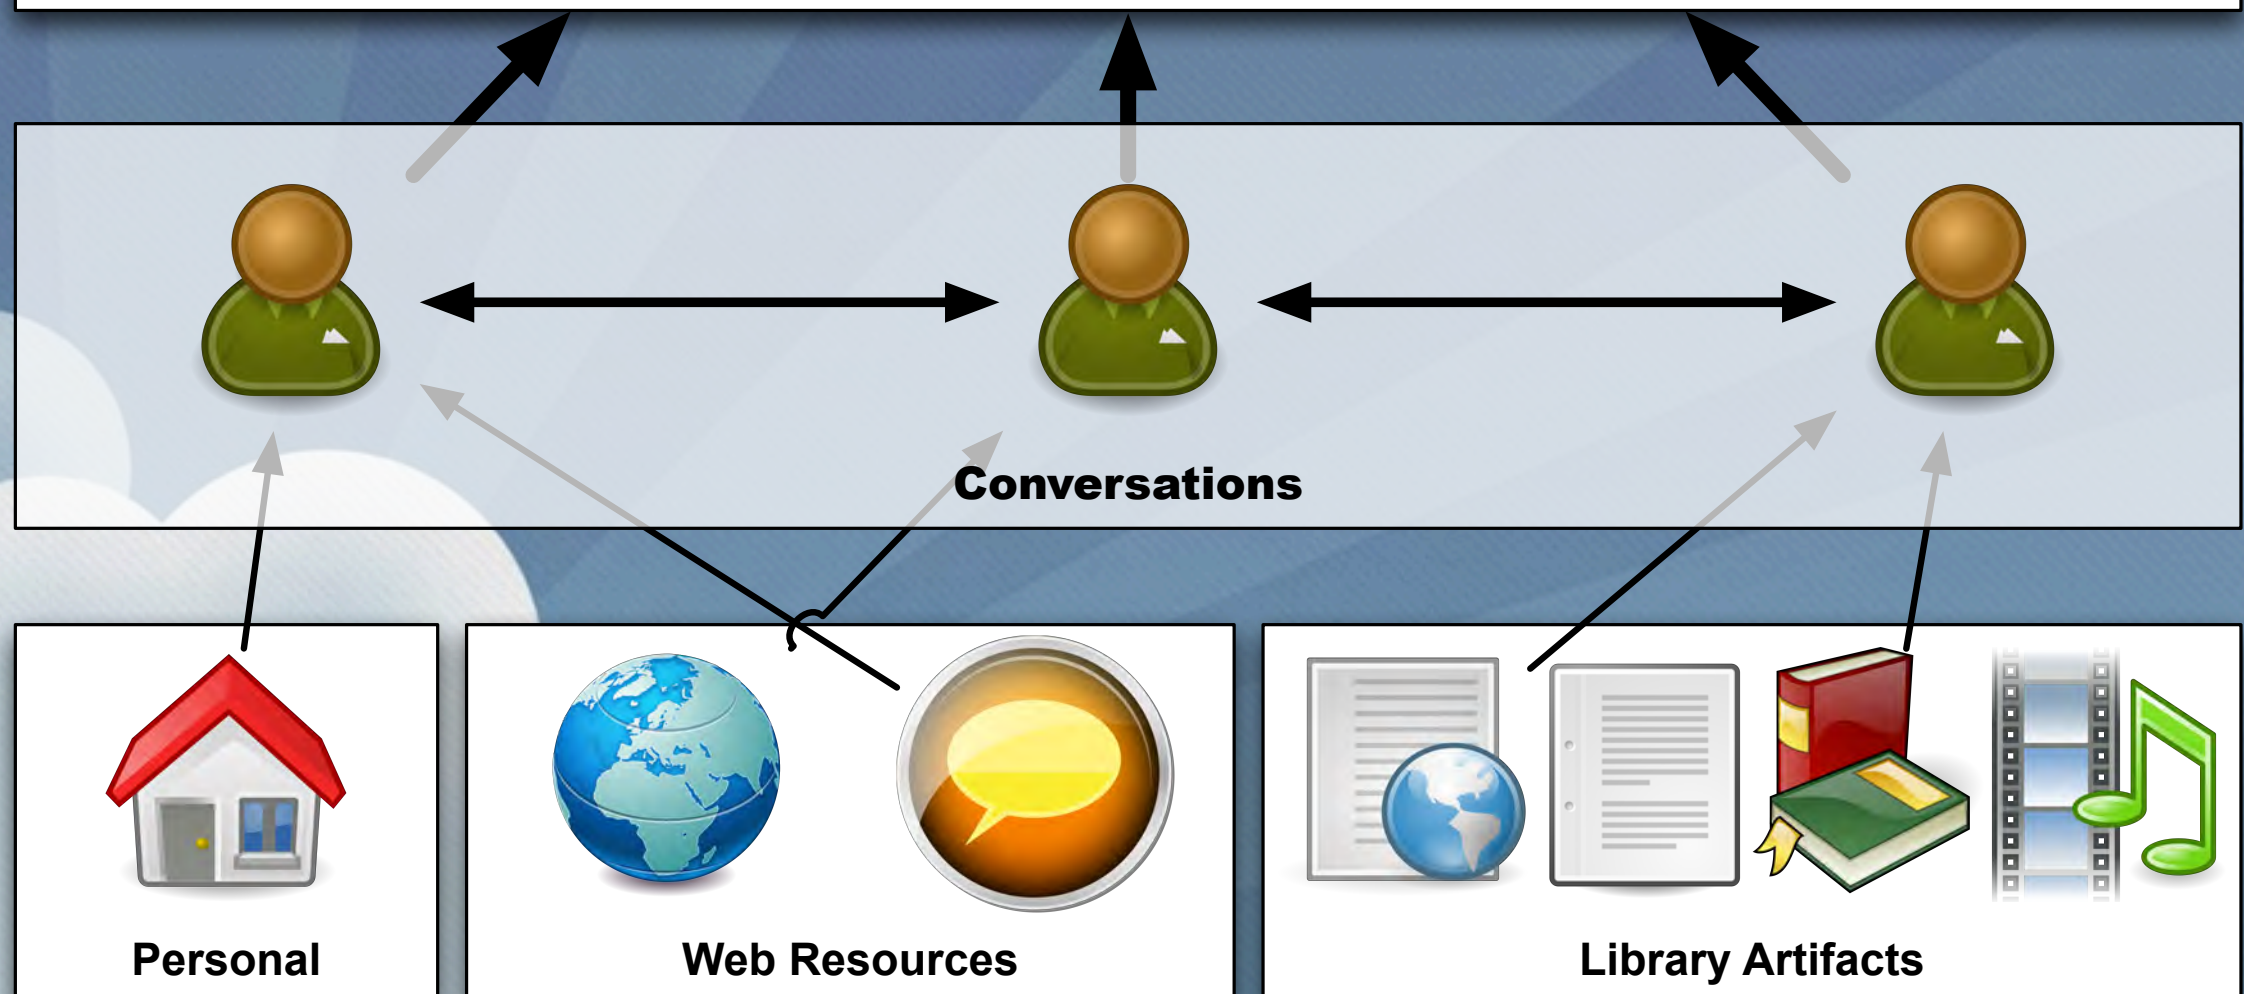 Conversations
Personal
Web Resources
Library Artifacts